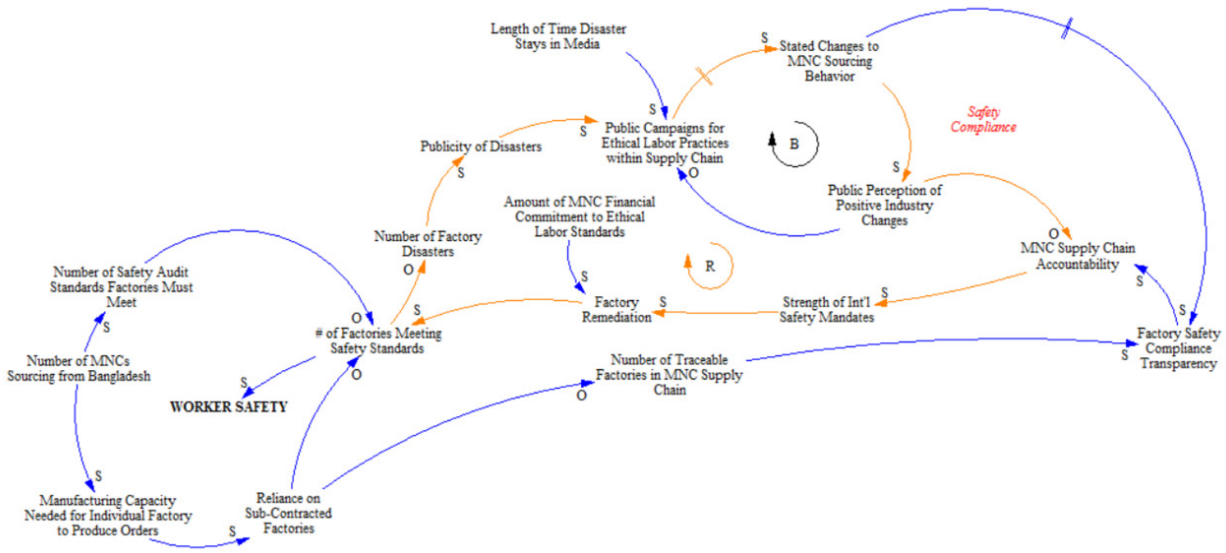 Length of Time Disaster
Stays in Media
S
Stated Changes to
MNC Sourcing
Behavior
Safety
Compliance
S
Public Campaigns for
Ethical Labor Practices
within Supply Chain
S
B
Publicity of Disasters
S
O
S
Public Perception of
Positive Industry
Changes
Amount of MNC Financial
Commitment to Ethical
Labor Standards
Number of Factory
Disasters
O
R
O
MNC Supply Chain
Accountability
S
Number of Safety Audit
Standards Factories Must
Meet
S
S
Factory
Remediation
S
S
Strength of Int'l
Safety Mandates
S
S
O
# of Factories Meeting
Safety Standards
O
S
Factory Safety
Compliance
Transparency
S
Number of MNCs
Sourcing from Bangladesh
Number of Traceable
Factories in MNC Supply
Chain
O
S
WORKER SAFETY
S
Manufacturing Capacity
Needed for Individual Factory
to Produce Orders
S
Reliance on
Sub-Contracted
Factories